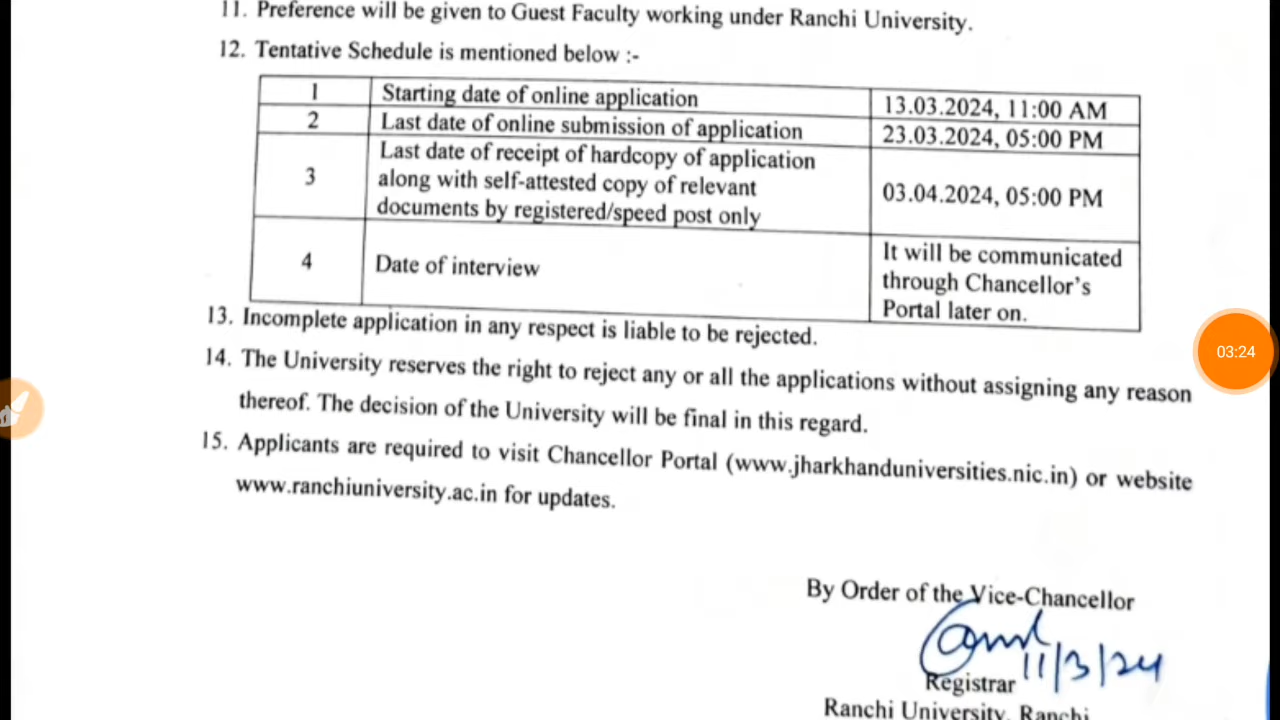 11. Preference will be given to Guest Faculty working under Ranchi University.
12. Tentative Schedule is mentioned below :-
1 Starting date of online application 13.03.2024, 11:00 AM
2 Last date of online submission of application 23.03.2024, 05:00 PM
3 Last date of receipt of hardcopy of application
along with self-attested copy of relevant
documents by registered/speed post only
03.04.2024, 05:00 PM
4 Date of interview
It will be communicated
through Chancellor's
Portal later on.
13. Incomplete application in any respect is liable to be rejected.
14. The University reserves the right to reject any or all the applications without assigning any reason
thereof. The decision of the University will be final in this regard.
15. Applicants are required to visit Chancellor Portal (www.jharkhanduniversities.nic.in) or website
www.ranchiuniversity.ac.in for updates.
03:24
By Order of the Vice-Chancellor
11/3/24
Registrar
Ranchi University, Ranchi